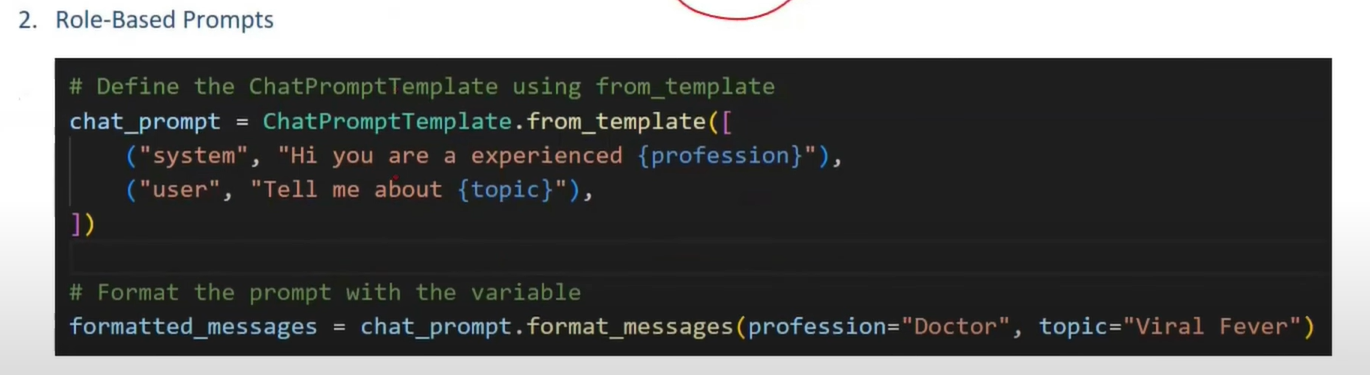 2. Role-Based Prompts
# Define the ChatPromptTemplate using from_template
chat_prompt = ChatPromptTemplate.from_template([
("system", "Hi you are a experienced {profession}"),
("user", "Tell me about {topic}"),
])
# Format the prompt with the variable
formatted_messages = chat_prompt.format_messages(profession="Doctor", topic="Viral Fever")